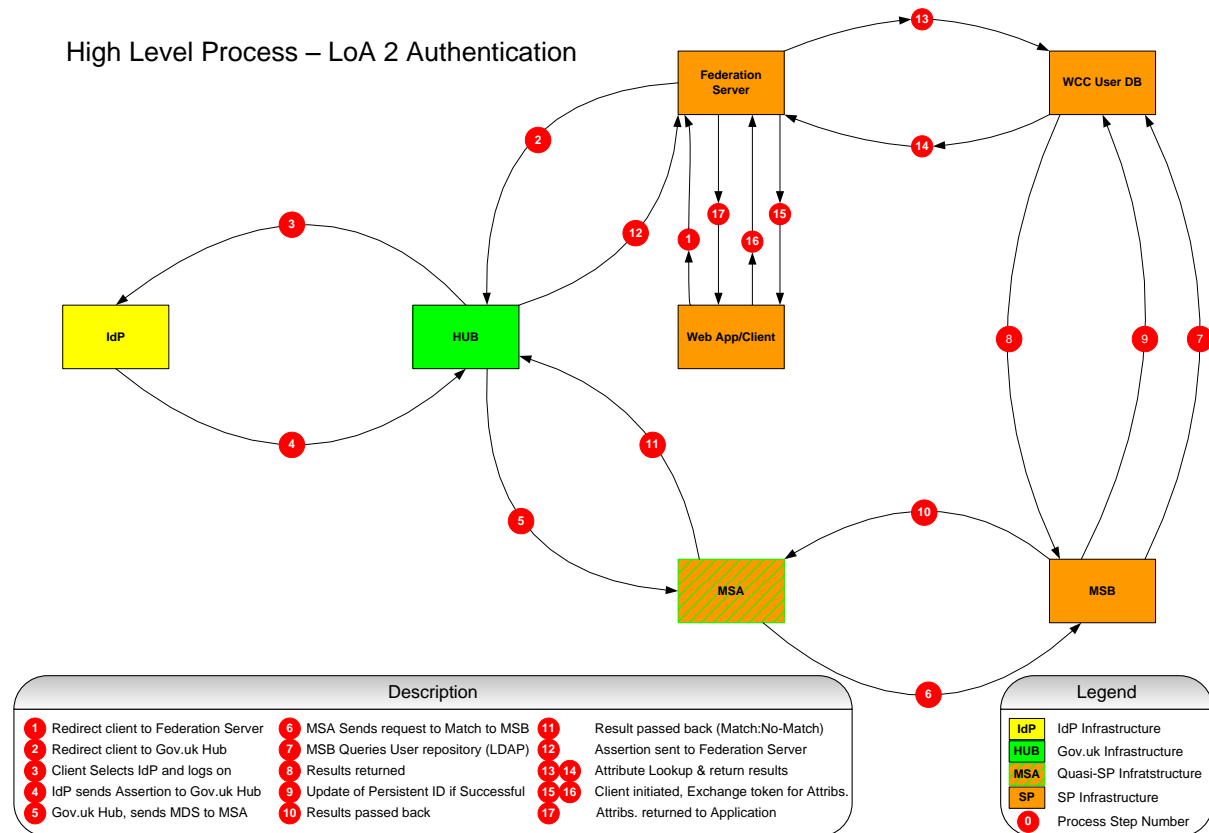 High Level Process – LoA 2 Authentication
13
Federation
Server
WCC User DB
2
14
3
12
1
17
16
15
IdP
HUB
Web App/Client
8
9
7
4
11
5
10
MSA
MSB
6
Description
1 Redirect client to Federation Server
2 Redirect client to Gov.uk Hub
3 Client Selects IdP and logs on
4 IdP sends Assertion to Gov.uk Hub
5 Gov.uk Hub, sends MDS to MSA
6 MSA Sends request to Match to MSB
7 MSB Queries User repository (LDAP)
8 Results returned
9 Update of Persistent ID if Successful
10 Results passed back
11 Result passed back (Match:No-Match)
12 Assertion sent to Federation Server
13 14 Attribute Lookup & return results
15 16 Client initiated, Exchange token for Attribs.
17 Attribs. returned to Application
Legend
IdP IdP Infrastructure
HUB Gov.uk Infrastructure
MSA Quasi-SP Infratstructure
SP SP Infrastructure
0 Process Step Number